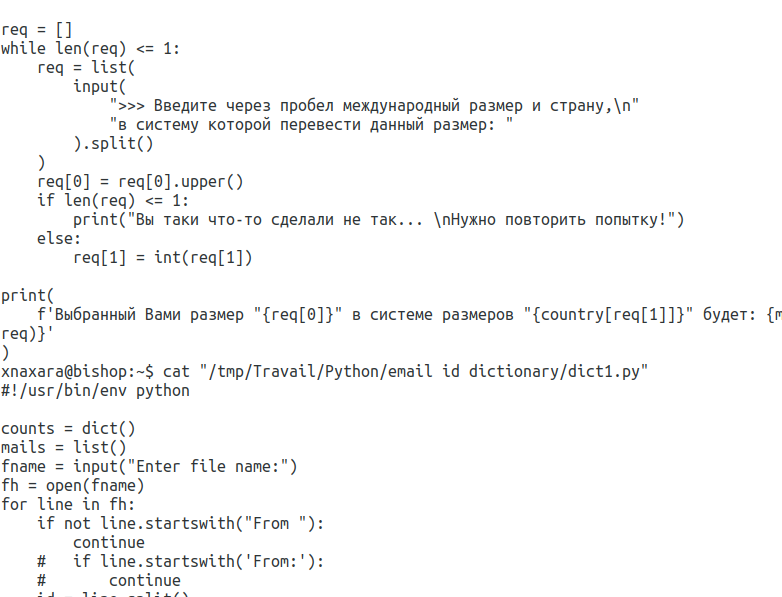 req = []
while len(req) <= 1:
    req = list(
        input(
            ">>> Введите через пробел международный размер и страну,\n"
            "в систему которой перевести данный размер: "
        ).split()
    )
    req[0] = req[0].upper()
    if len(req) <= 1:
        print("Вы таки что-то сделали не так... \nНужно повторить попытку!")
    else:
        req[1] = int(req[1])

print(
    f'Выбранный Вами размер "{req[0]}" в системе размеров "{country[req[1]]}" будет: {m
req)}'
)
xnaxara@bishop:~$ cat "/tmp/Travail/Python/email id dictionary/dict1.py"
#!/usr/bin/env python

counts = dict()
mails = list()
fname = input("Enter file name:")
fh = open(fname)
for line in fh:
    if not line.startswith("From "):
        continue
    #   if line.startswith('From:'):
    #       continue
    id = line.split()